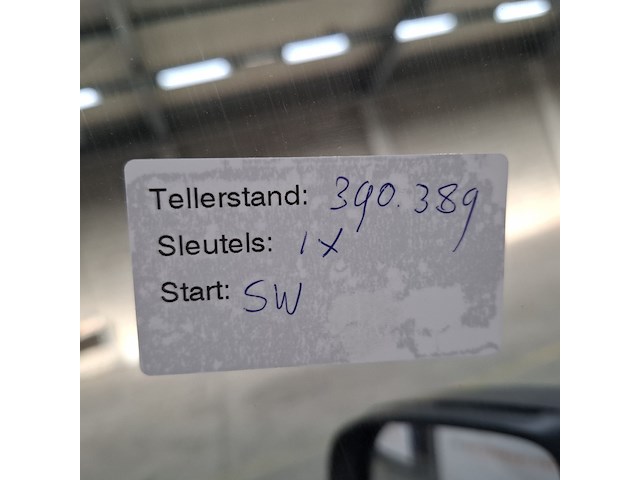 Tellerstand: 390.389
Sleutels: 1x
Start: SW